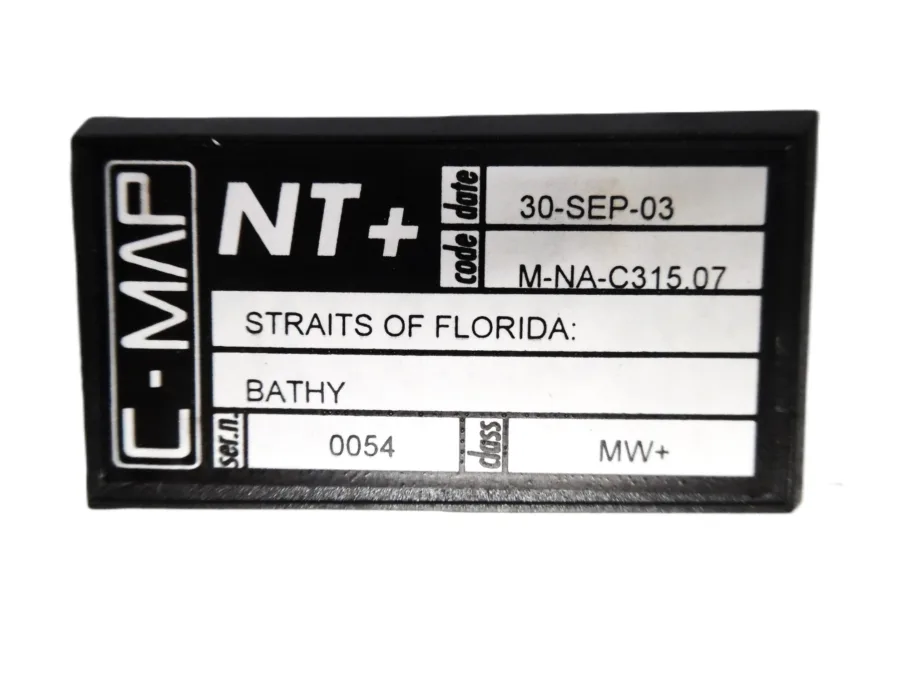 C-MAP
NT+
date 30-SEP-03
code M-NA-C315.07
STRAITS OF FLORIDA:
BATHY
ser.n. 0054 class MW+